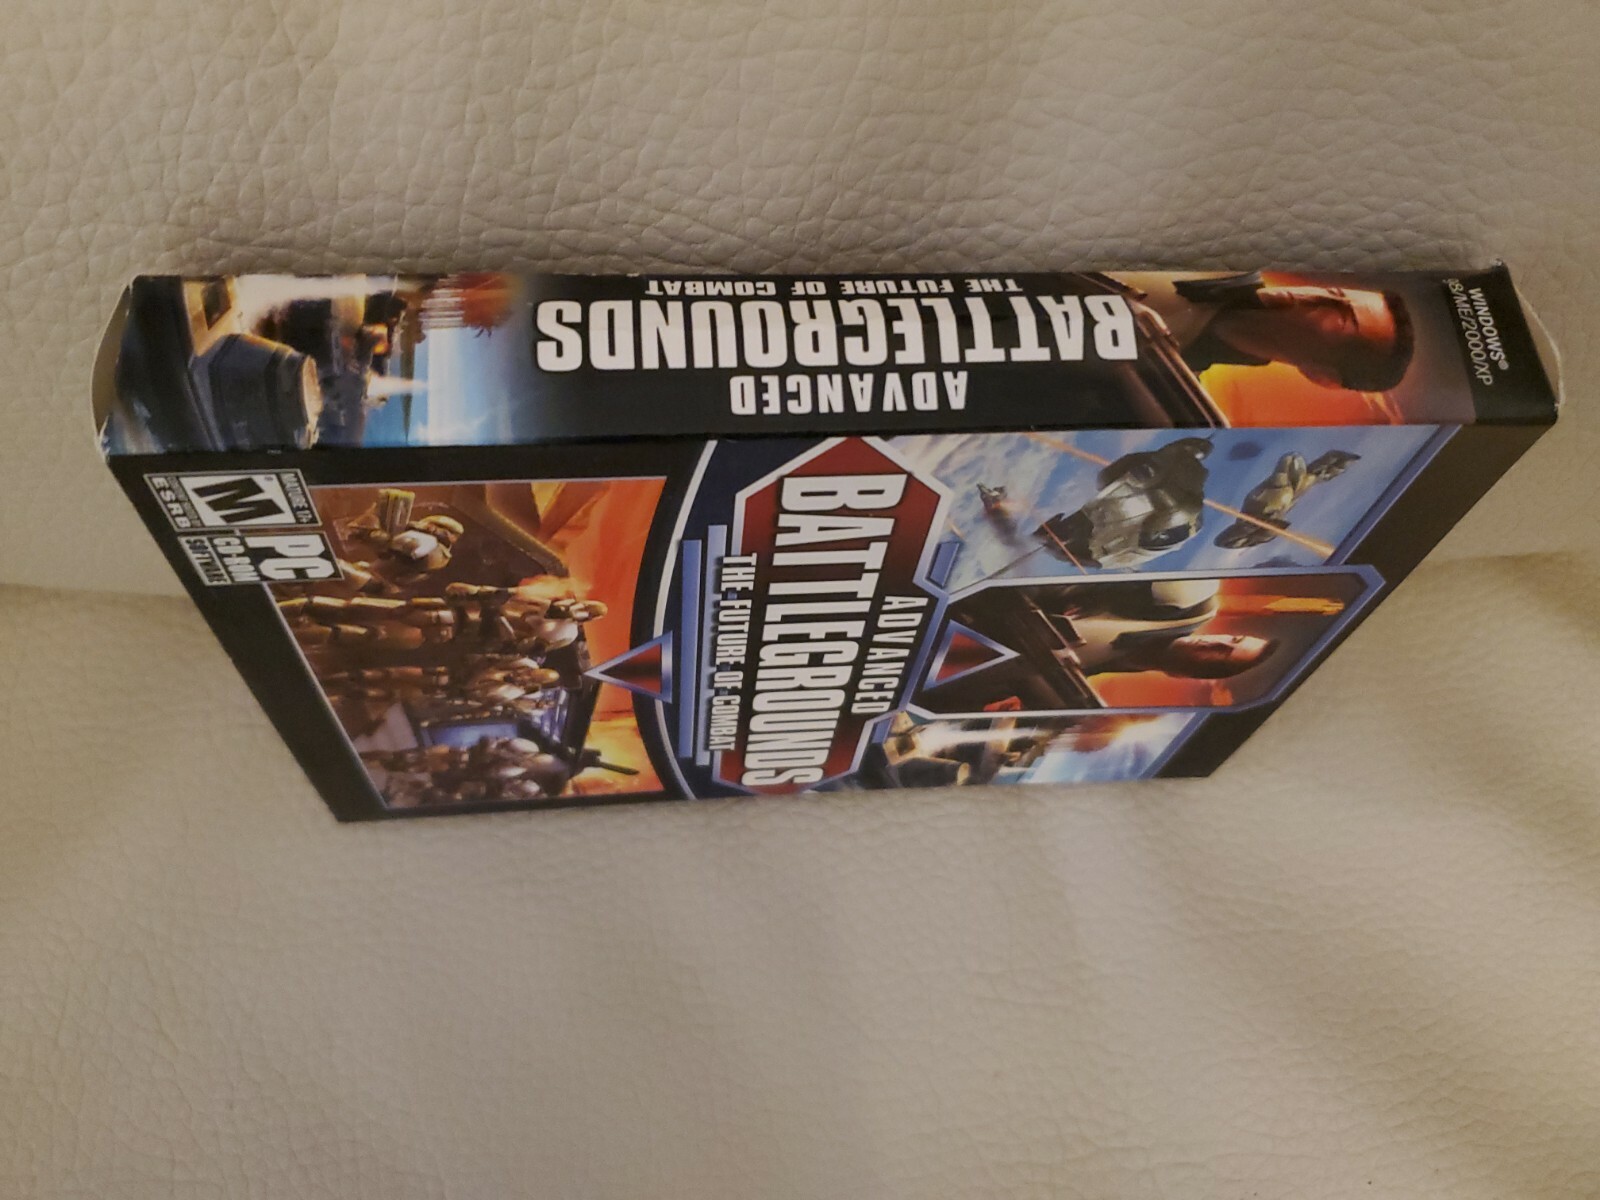 ADVANCED
BATTLEGROUNDS
THE FUTURE OF COMBAT
WINDOWS®
98/ME/2000/XP
ADVANCED
BATTLEGROUNDS
THE FUTURE OF COMBAT
MATURE 17+
M®
ESRB
PC
CD-ROM
SOFTWARE